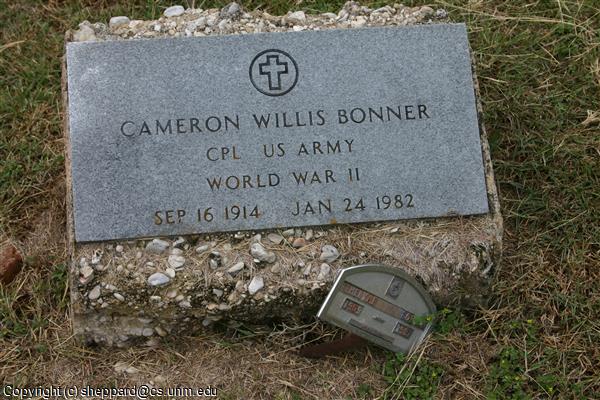 CAMERON WILLIS BONNER
CPL US ARMY
WORLD WAR II
SEP 16 1914 JAN 24 1982
Copyright (c) sheppard@cs.unm.edu